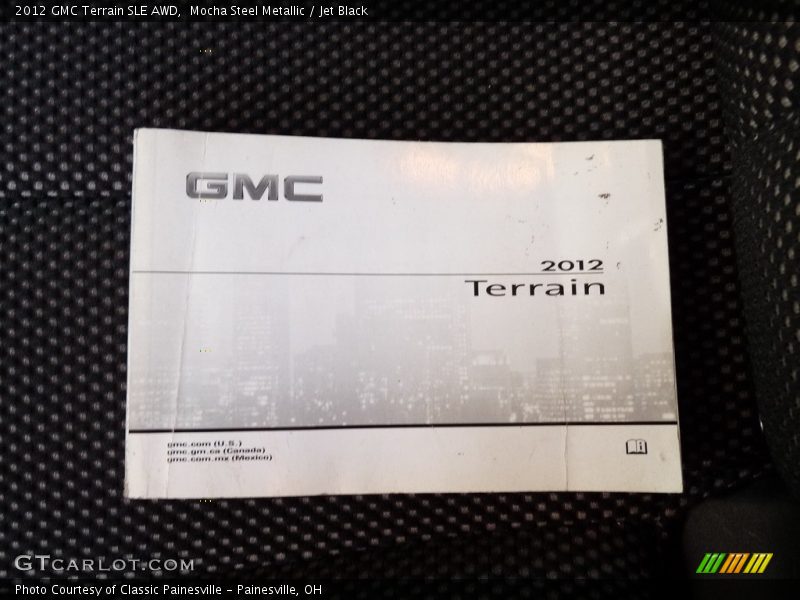 2012 GMC Terrain SLE AWD,  Mocha Steel Metallic / Jet Black
GMC
2012
Terrain
gmc.com (U.S.)
gmc.gm.ca (Canada)
gmc.com.mx (Mexico)
GTCARLOT.COM
Photo Courtesy of Classic Painesville - Painesville, OH